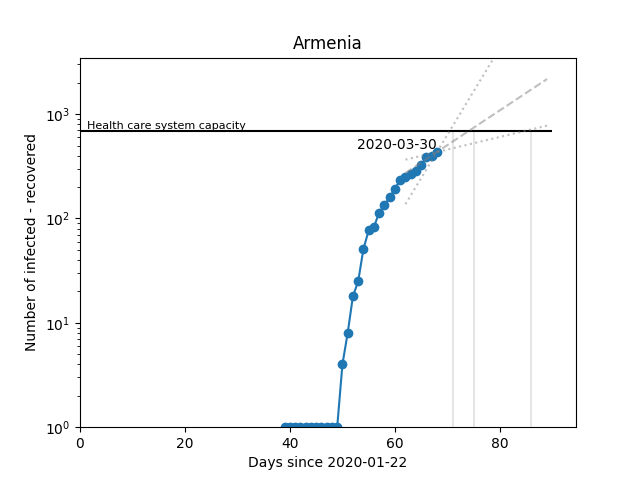 Armenia
Number of infected - recovered
10³
10²
10¹
10⁰
Health care system capacity
2020-03-30
0
20
40
60
80
Days since 2020-01-22